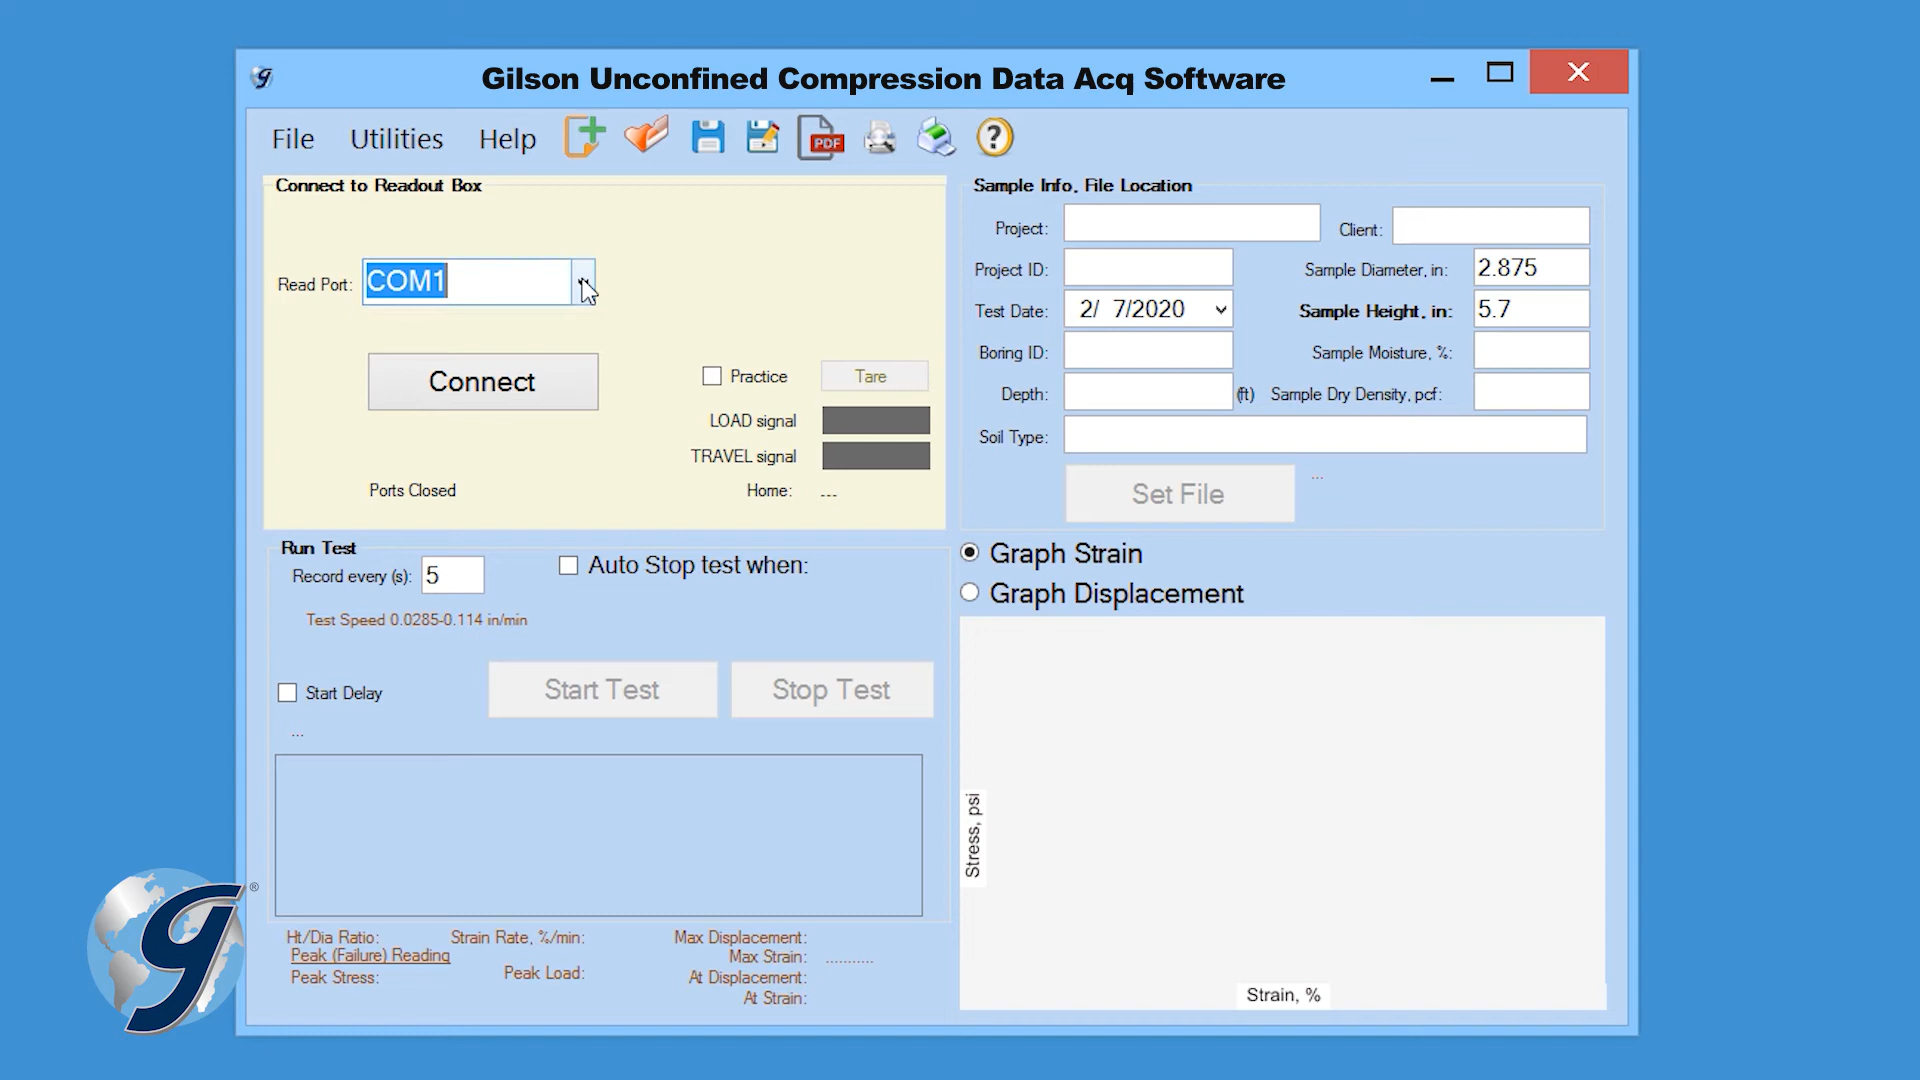 Gilson Unconfined Compression Data Acq Software
File Utilities Help PDF ?
Connect to Readout Box
Read Port: COM1
Connect
Practice Tare
LOAD signal
TRAVEL signal
Ports Closed
Home: ---
Sample Info, File Location
Project: Client:
Project ID: Sample Diameter, in: 2.875
Test Date: 2/ 7/2020 Sample Height, in: 5.7
Boring ID: Sample Moisture, %:
Depth: (ft) Sample Dry Density, pcf:
Soil Type:
Set File ...
Run Test
Record every (s): 5 Auto Stop test when:
Test Speed 0.0285-0.114 in/min
Start Delay Start Test Stop Test
...
Graph Strain
Graph Displacement
Stress, psi
Strain, %
Ht/Dia Ratio: Strain Rate, %/min: Max Displacement:
Peak (Failure) Reading Max Strain: ...........
Peak Stress: Peak Load: At Displacement:
At Strain:
g®